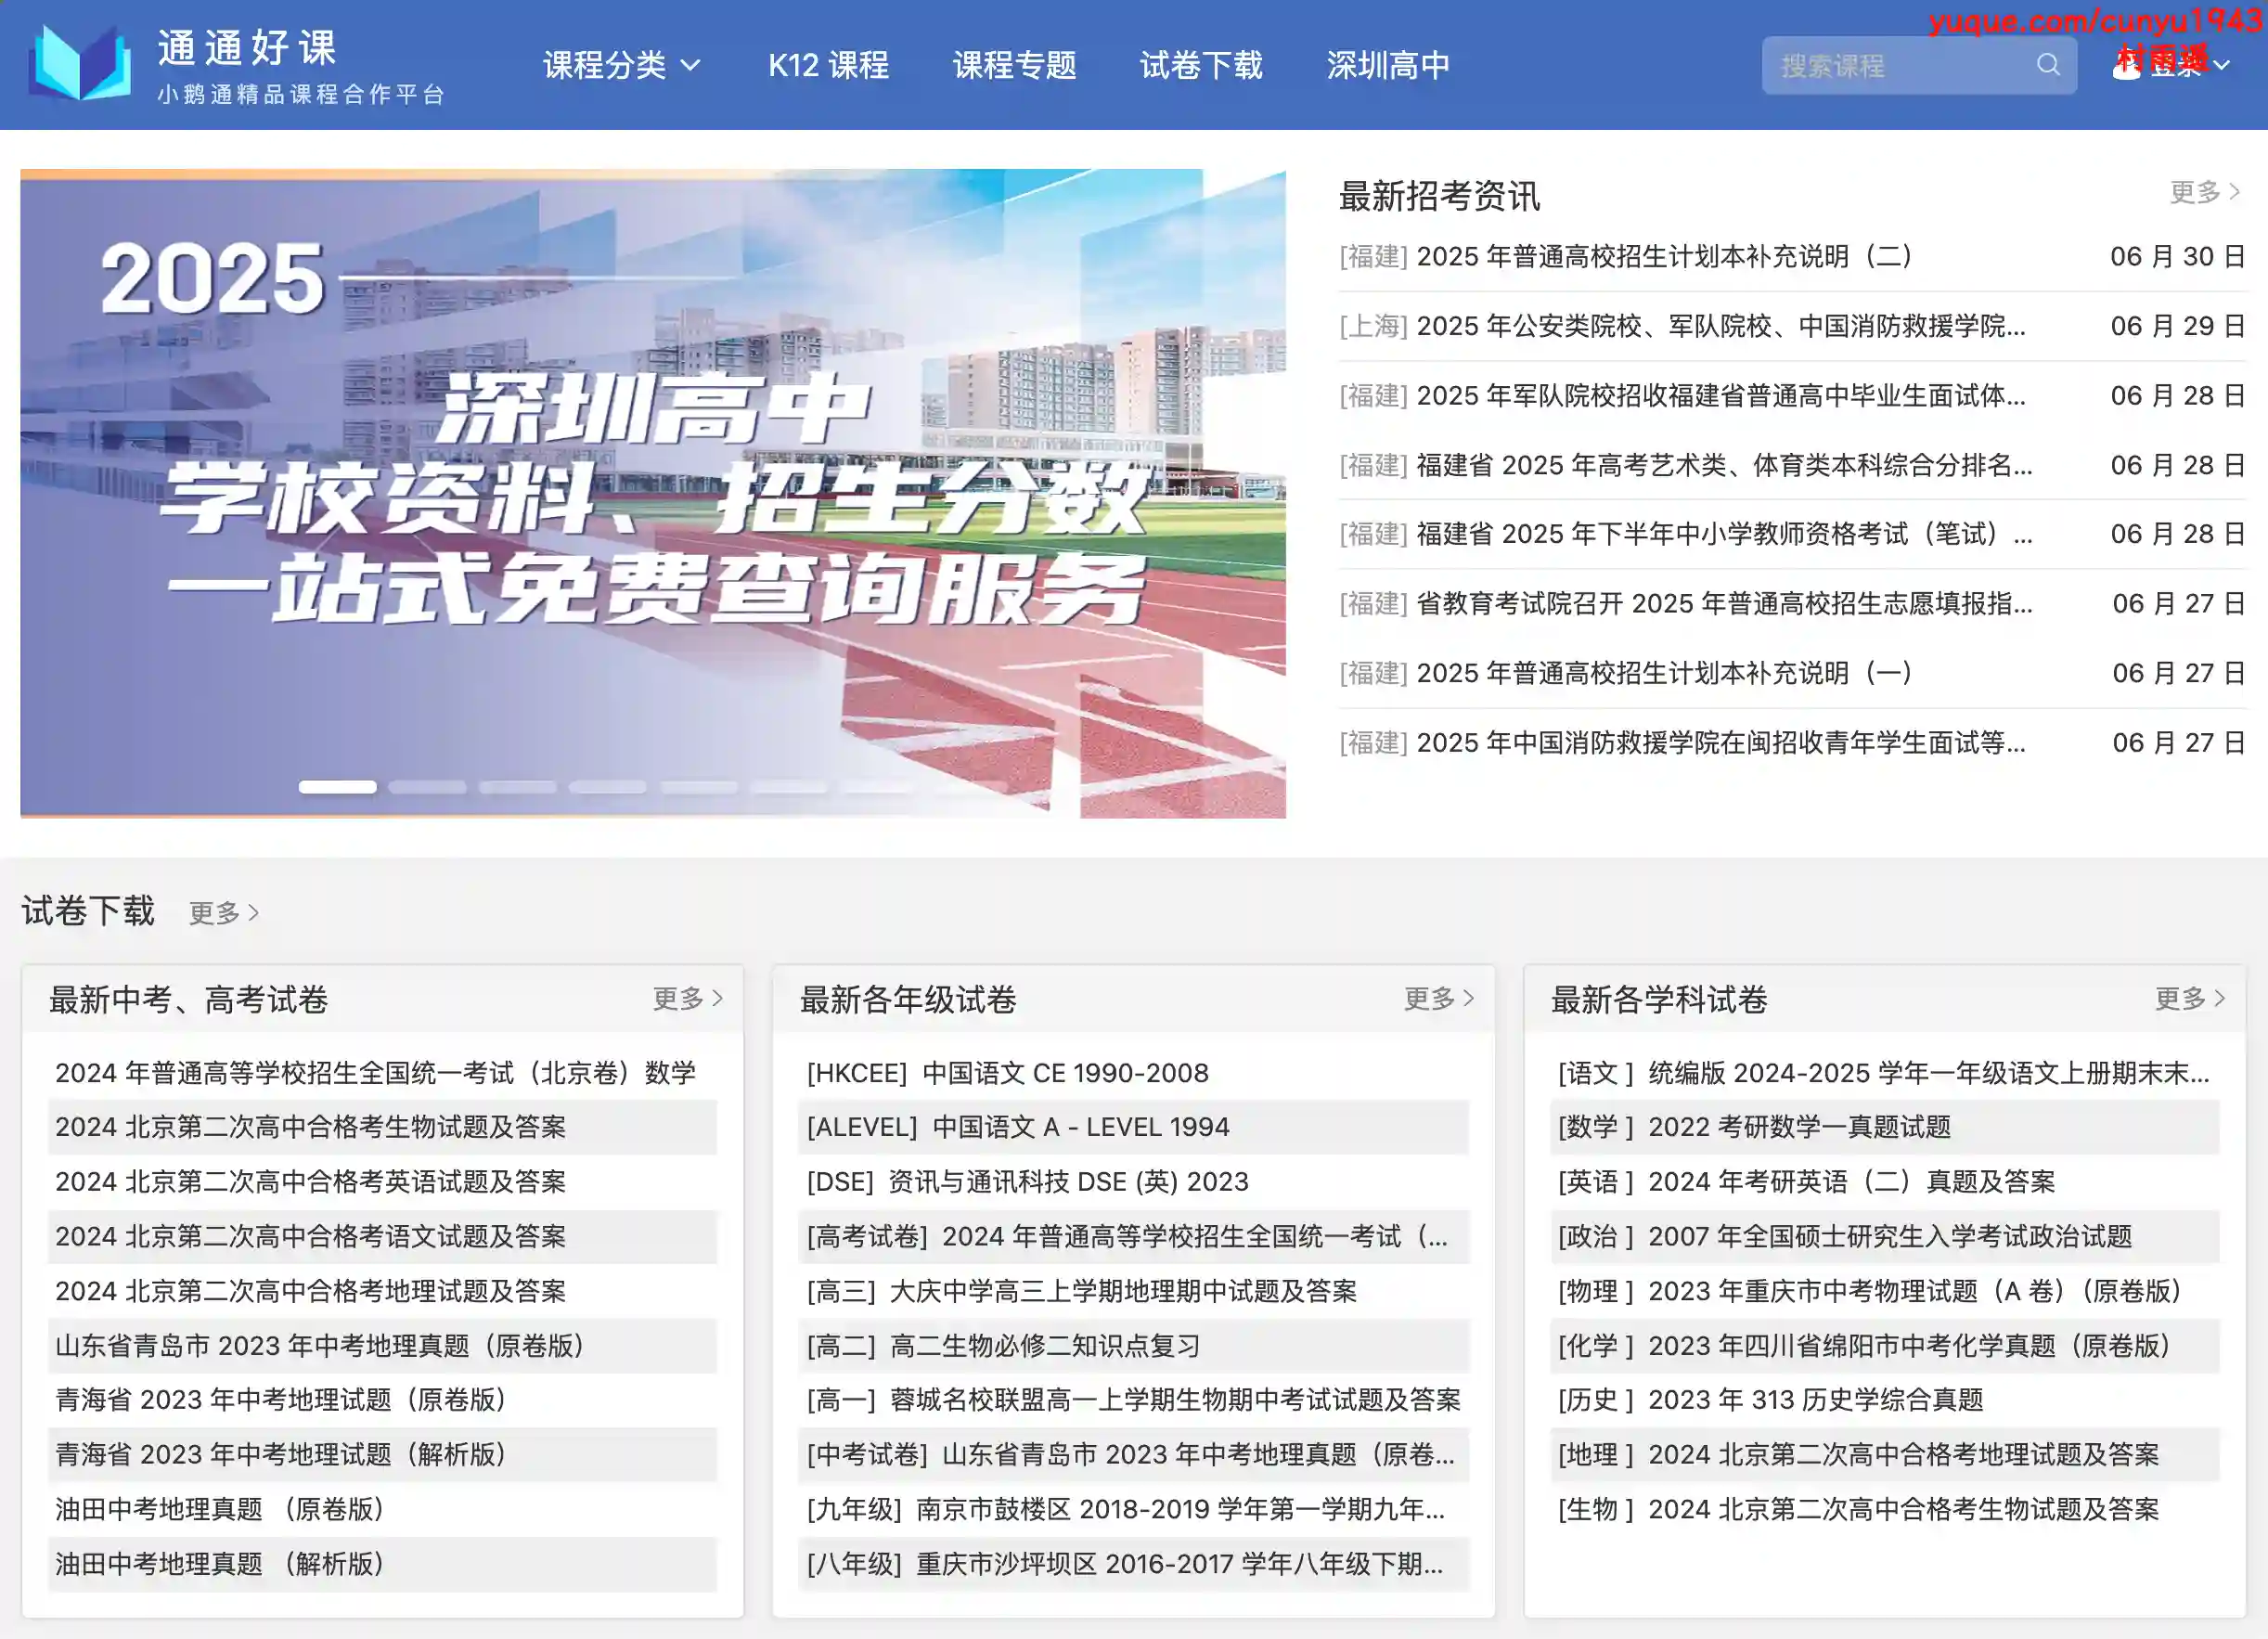 通通好课
小鹅通精品课程合作平台
课程分类
K12 课程
课程专题
试卷下载
深圳高中
搜索课程
yuque.com/cunyu1943
村雨遥
登录
2025
深圳高中
学校资料、招生分数
一站式免费查询服务
最新招考资讯
更多
[福建] 2025 年普通高校招生计划本补充说明（二） 06 月 30 日
[上海] 2025 年公安类院校、军队院校、中国消防救援学院... 06 月 29 日
[福建] 2025 年军队院校招收福建省普通高中毕业生面试体... 06 月 28 日
[福建] 福建省 2025 年高考艺术类、体育类本科综合分排名... 06 月 28 日
[福建] 福建省 2025 年下半年中小学教师资格考试（笔试）... 06 月 28 日
[福建] 省教育考试院召开 2025 年普通高校招生志愿填报指... 06 月 27 日
[福建] 2025 年普通高校招生计划本补充说明（一） 06 月 27 日
[福建] 2025 年中国消防救援学院在闽招收青年学生面试等... 06 月 27 日
试卷下载 更多
最新中考、高考试卷 更多
2024 年普通高等学校招生全国统一考试（北京卷）数学
2024 北京第二次高中合格考生物试题及答案
2024 北京第二次高中合格考英语试题及答案
2024 北京第二次高中合格考语文试题及答案
2024 北京第二次高中合格考地理试题及答案
山东省青岛市 2023 年中考地理真题（原卷版）
青海省 2023 年中考地理试题（原卷版）
青海省 2023 年中考地理试题（解析版）
油田中考地理真题 （原卷版）
油田中考地理真题 （解析版）
最新各年级试卷 更多
[HKCEE] 中国语文 CE 1990-2008
[ALEVEL] 中国语文 A - LEVEL 1994
[DSE] 资讯与通讯科技 DSE (英) 2023
[高考试卷] 2024 年普通高等学校招生全国统一考试（...
[高三] 大庆中学高三上学期地理期中试题及答案
[高二] 高二生物必修二知识点复习
[高一] 蓉城名校联盟高一上学期生物期中考试试题及答案
[中考试卷] 山东省青岛市 2023 年中考地理真题（原卷...
[九年级] 南京市鼓楼区 2018-2019 学年第一学期九年...
[八年级] 重庆市沙坪坝区 2016-2017 学年八年级下期...
最新各学科试卷 更多
[语文 ] 统编版 2024-2025 学年一年级语文上册期末末...
[数学 ] 2022 考研数学一真题试题
[英语 ] 2024 年考研英语（二）真题及答案
[政治 ] 2007 年全国硕士研究生入学考试政治试题
[物理 ] 2023 年重庆市中考物理试题（A 卷）（原卷版）
[化学 ] 2023 年四川省绵阳市中考化学真题（原卷版）
[历史 ] 2023 年 313 历史学综合真题
[地理 ] 2024 北京第二次高中合格考地理试题及答案
[生物 ] 2024 北京第二次高中合格考生物试题及答案